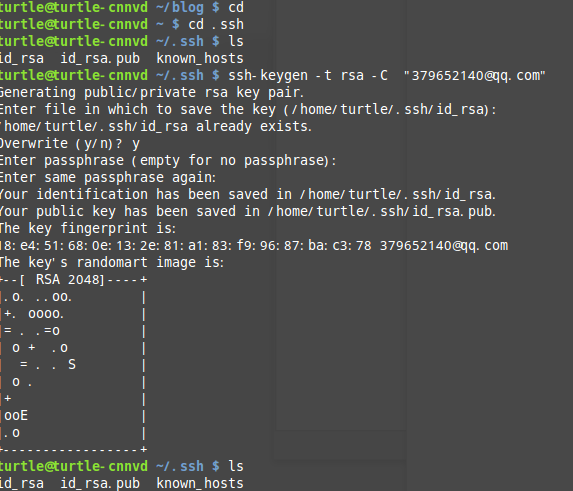 turtle@turtle-cnnvd ~/blog $ cd
turtle@turtle-cnnvd ~ $ cd .ssh
turtle@turtle-cnnvd ~/.ssh $ ls
id_rsa  id_rsa.pub  known_hosts
turtle@turtle-cnnvd ~/.ssh $ ssh-keygen -t rsa -C  "379652140@qq.com"
Generating public/private rsa key pair.
Enter file in which to save the key (/home/turtle/.ssh/id_rsa):
/home/turtle/.ssh/id_rsa already exists.
Overwrite (y/n)? y
Enter passphrase (empty for no passphrase):
Enter same passphrase again:
Your identification has been saved in /home/turtle/.ssh/id_rsa.
Your public key has been saved in /home/turtle/.ssh/id_rsa.pub.
The key fingerprint is:
18:e4:51:68:0e:13:2e:81:a1:83:f9:96:87:ba:c3:78 379652140@qq.com
The key's randomart image is:
+--[ RSA 2048]----+
|.o. ..oo.        |
|+. oooo.         |
|= . .=o          |
| o +  .o         |
|  = . . S        |
| o .             |
|+                |
|ooE              |
|.o               |
+-----------------+
turtle@turtle-cnnvd ~/.ssh $ ls
id_rsa  id_rsa.pub  known_hosts